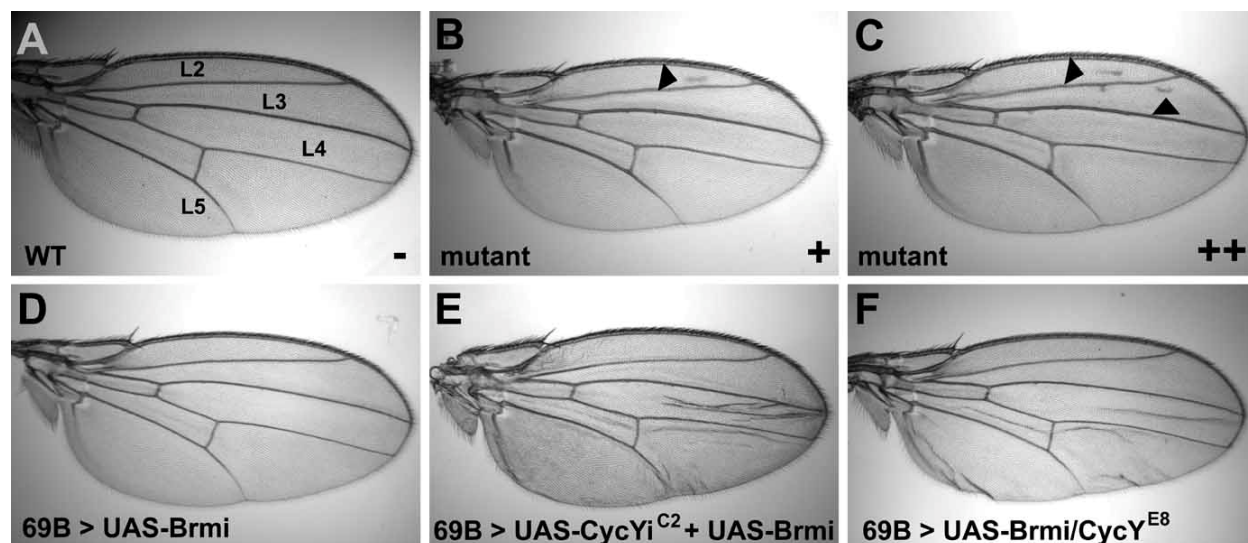 A
L2
L3
L4
L5
WT -
B
mutant +
C
mutant ++
D
69B > UAS-Brmi
E
69B > UAS-CycYi^C2 + UAS-Brmi
F
69B > UAS-Brmi/CycY^E8